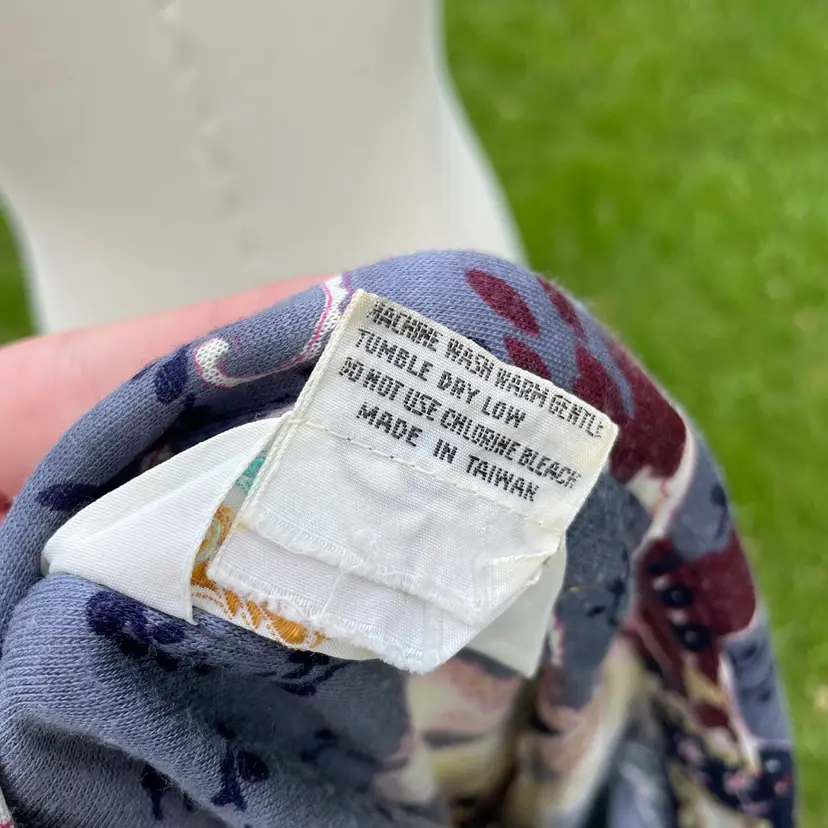 MACHINE WASH WARM GENTLE
TUMBLE DRY LOW
DO NOT USE CHLORINE BLEACH
MADE IN TAIWAN